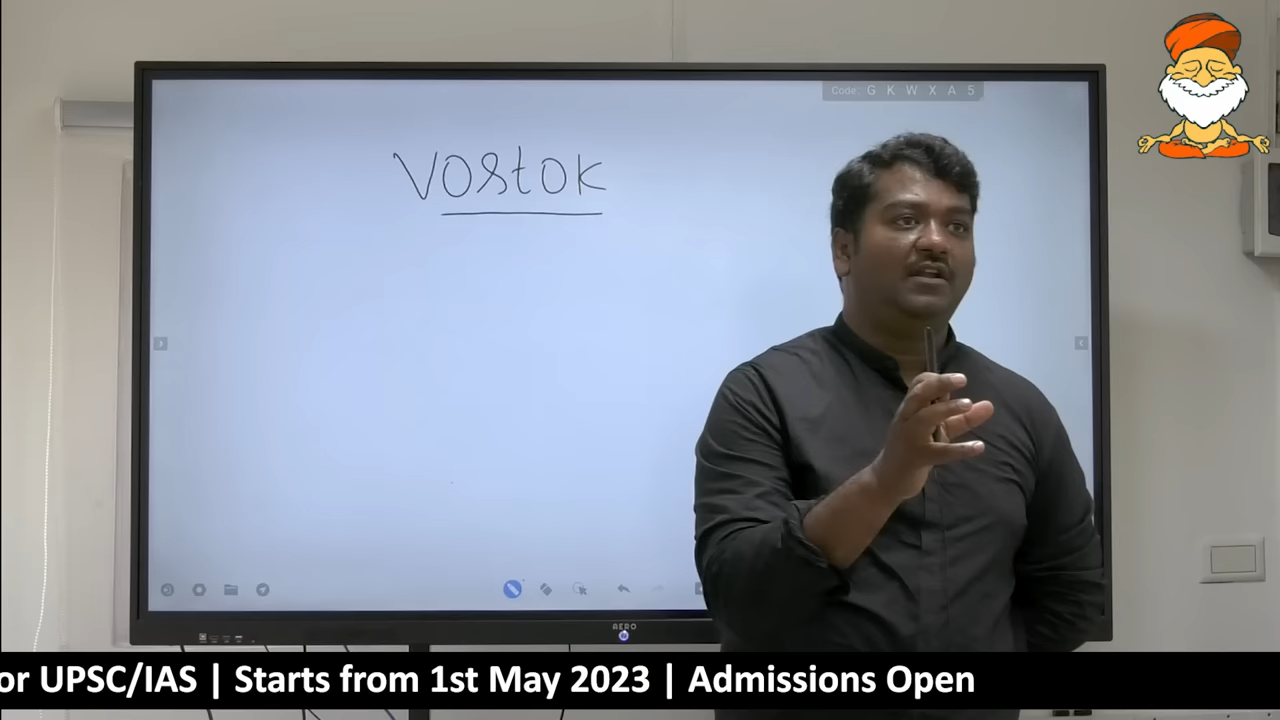 Code: G K W X A 5
Vostok
AERO
or UPSC/IAS | Starts from 1st May 2023 | Admissions Open